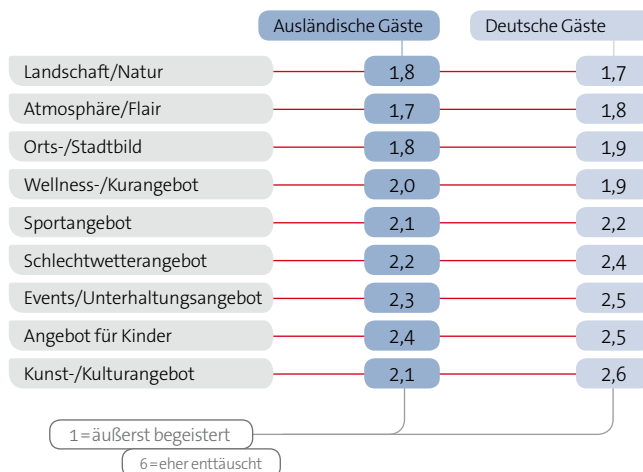 Ausländische Gäste Deutsche Gäste
Landschaft/Natur 1,8 1,7
Atmosphäre/Flair 1,7 1,8
Orts-/Stadtbild 1,8 1,9
Wellness-/Kurangebot 2,0 1,9
Sportangebot 2,1 2,2
Schlechtwetterangebot 2,2 2,4
Events/Unterhaltungsangebot 2,3 2,5
Angebot für Kinder 2,4 2,5
Kunst-/Kulturangebot 2,1 2,6
1=äußerst begeistert
6=eher enttäuscht